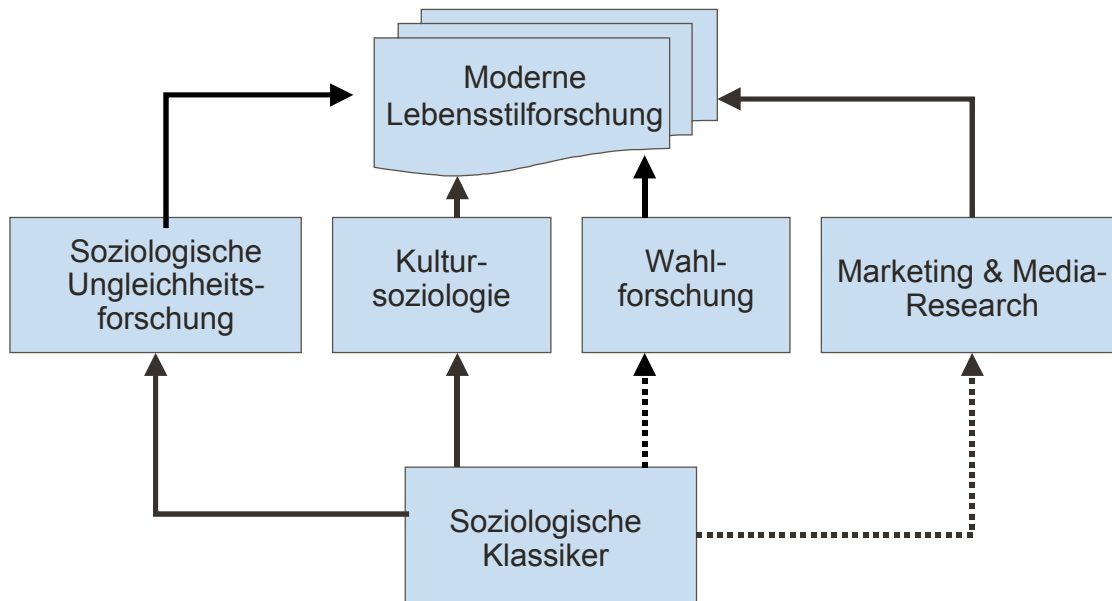 Moderne
Lebensstilforschung
Soziologische
Ungleichheits-
forschung
Kultur-
soziologie
Wahl-
forschung
Marketing & Media-
Research
Soziologische
Klassiker